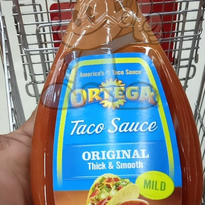 America's #1 Taco Sauce
ORTEGA
Taco Sauce
ORIGINAL
Thick & Smooth
MILD